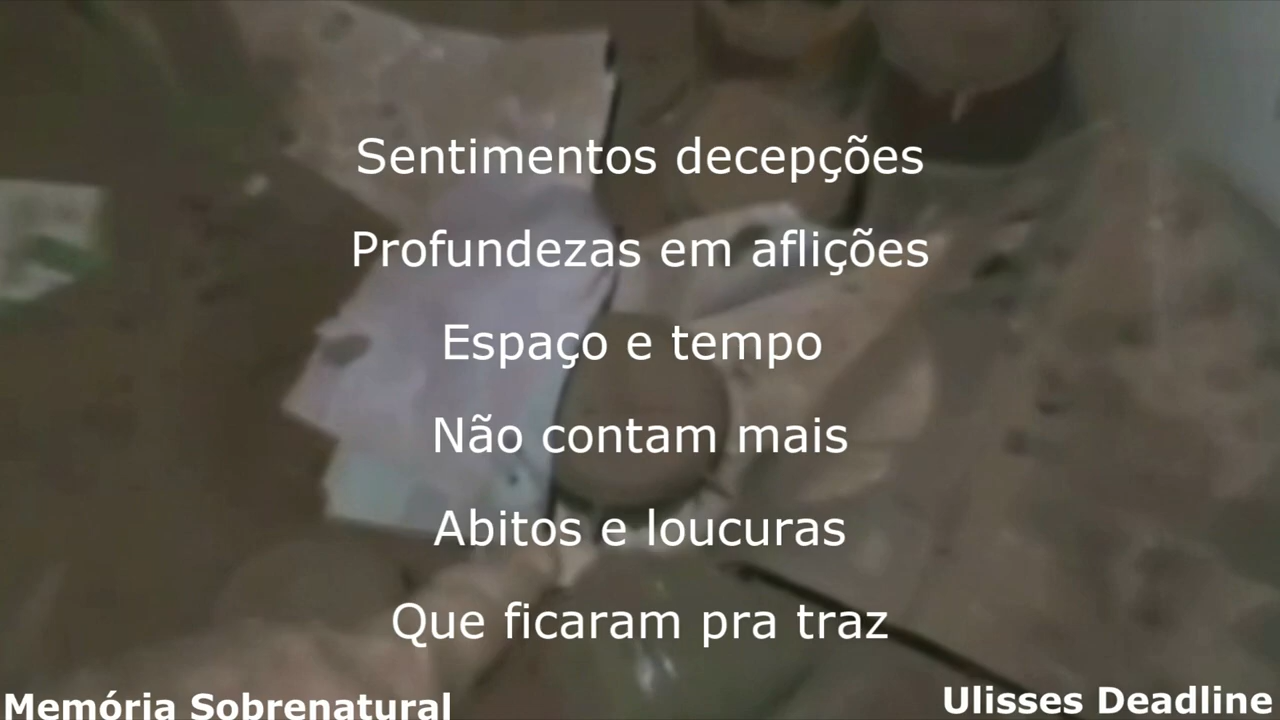 Sentimentos decepções
Profundezas em aflições
Espaço e tempo
Não contam mais
Abitos e loucuras
Que ficaram pra traz
Memória Sobrenatural
Ulisses Deadline